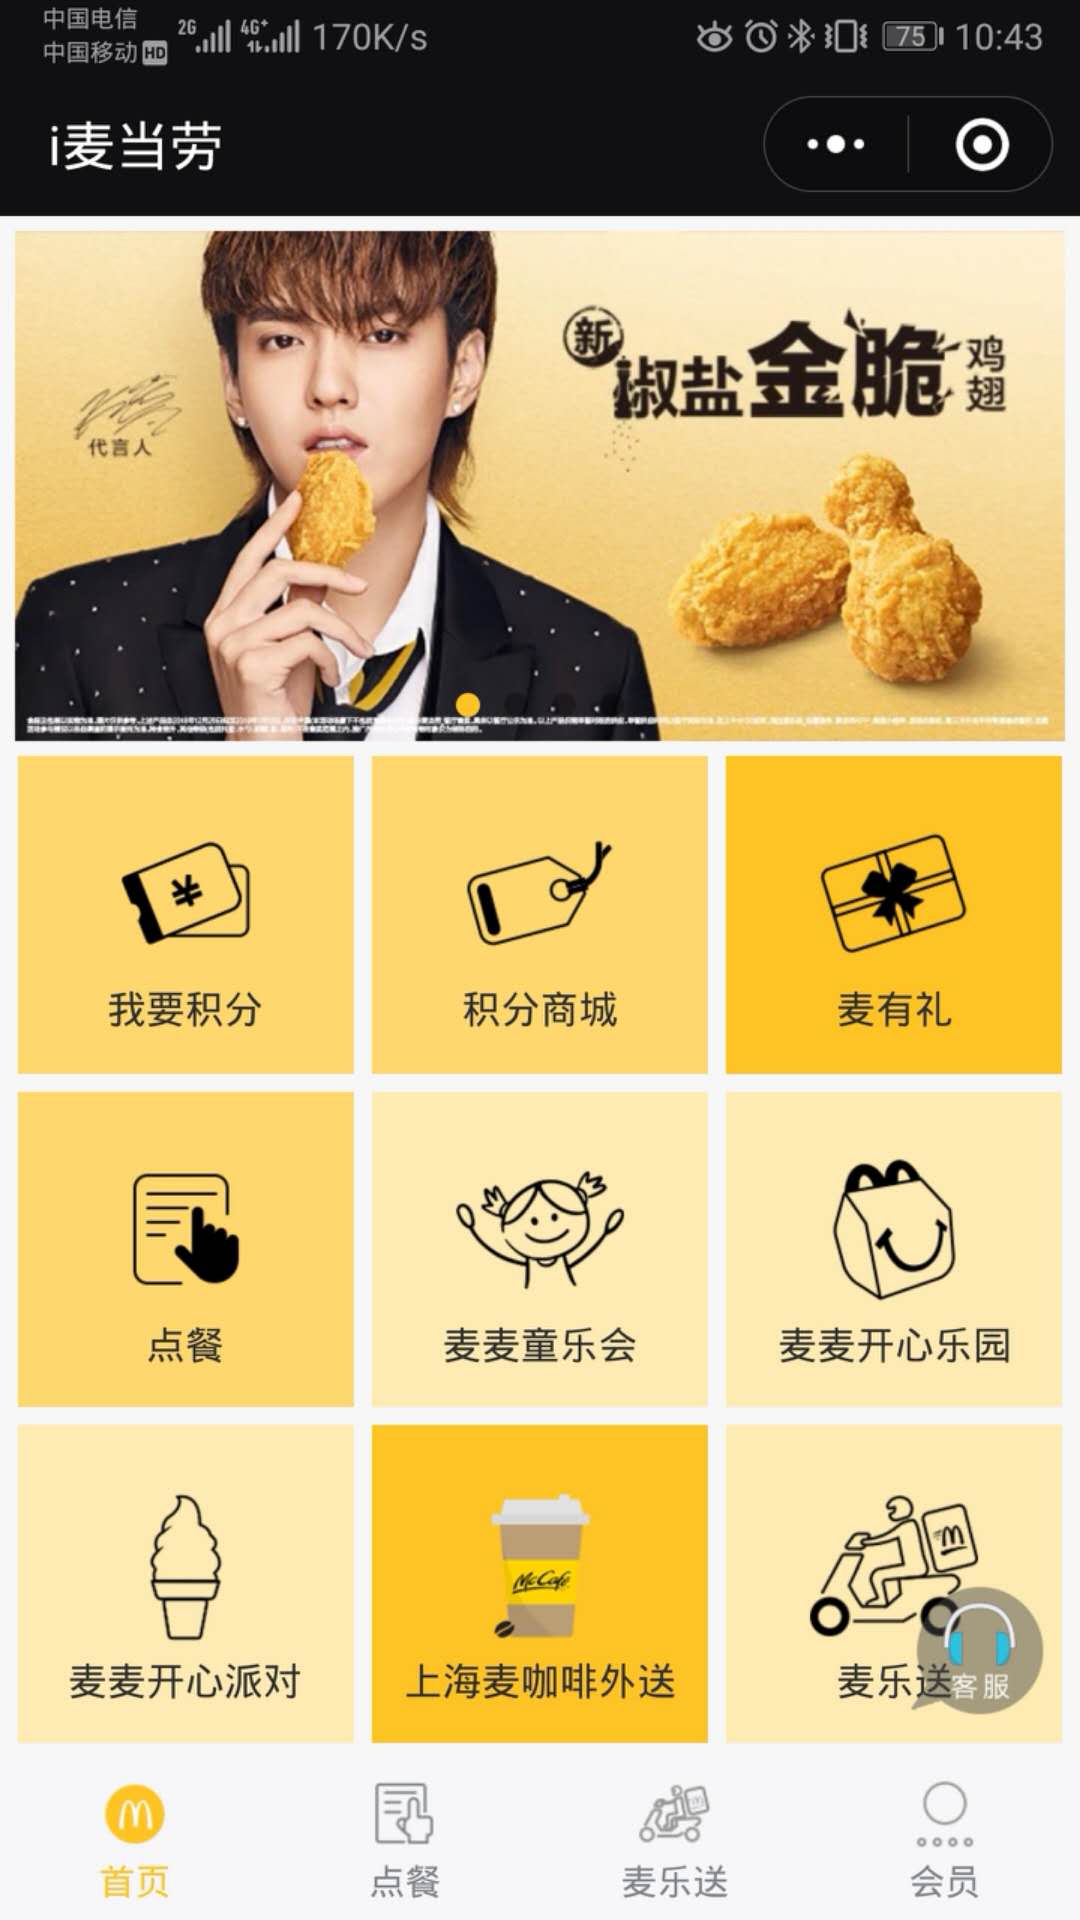 中国电信
中国移动 HD
2G 4G+ 170K/s
75 10:43
i麦当劳
新
椒盐金脆鸡翅
代言人
我要积分
积分商城
麦有礼
点餐
麦麦童乐会
麦麦开心乐园
McCafé
麦麦开心派对
上海麦咖啡外送
麦乐送
客服
首页
点餐
麦乐送
会员